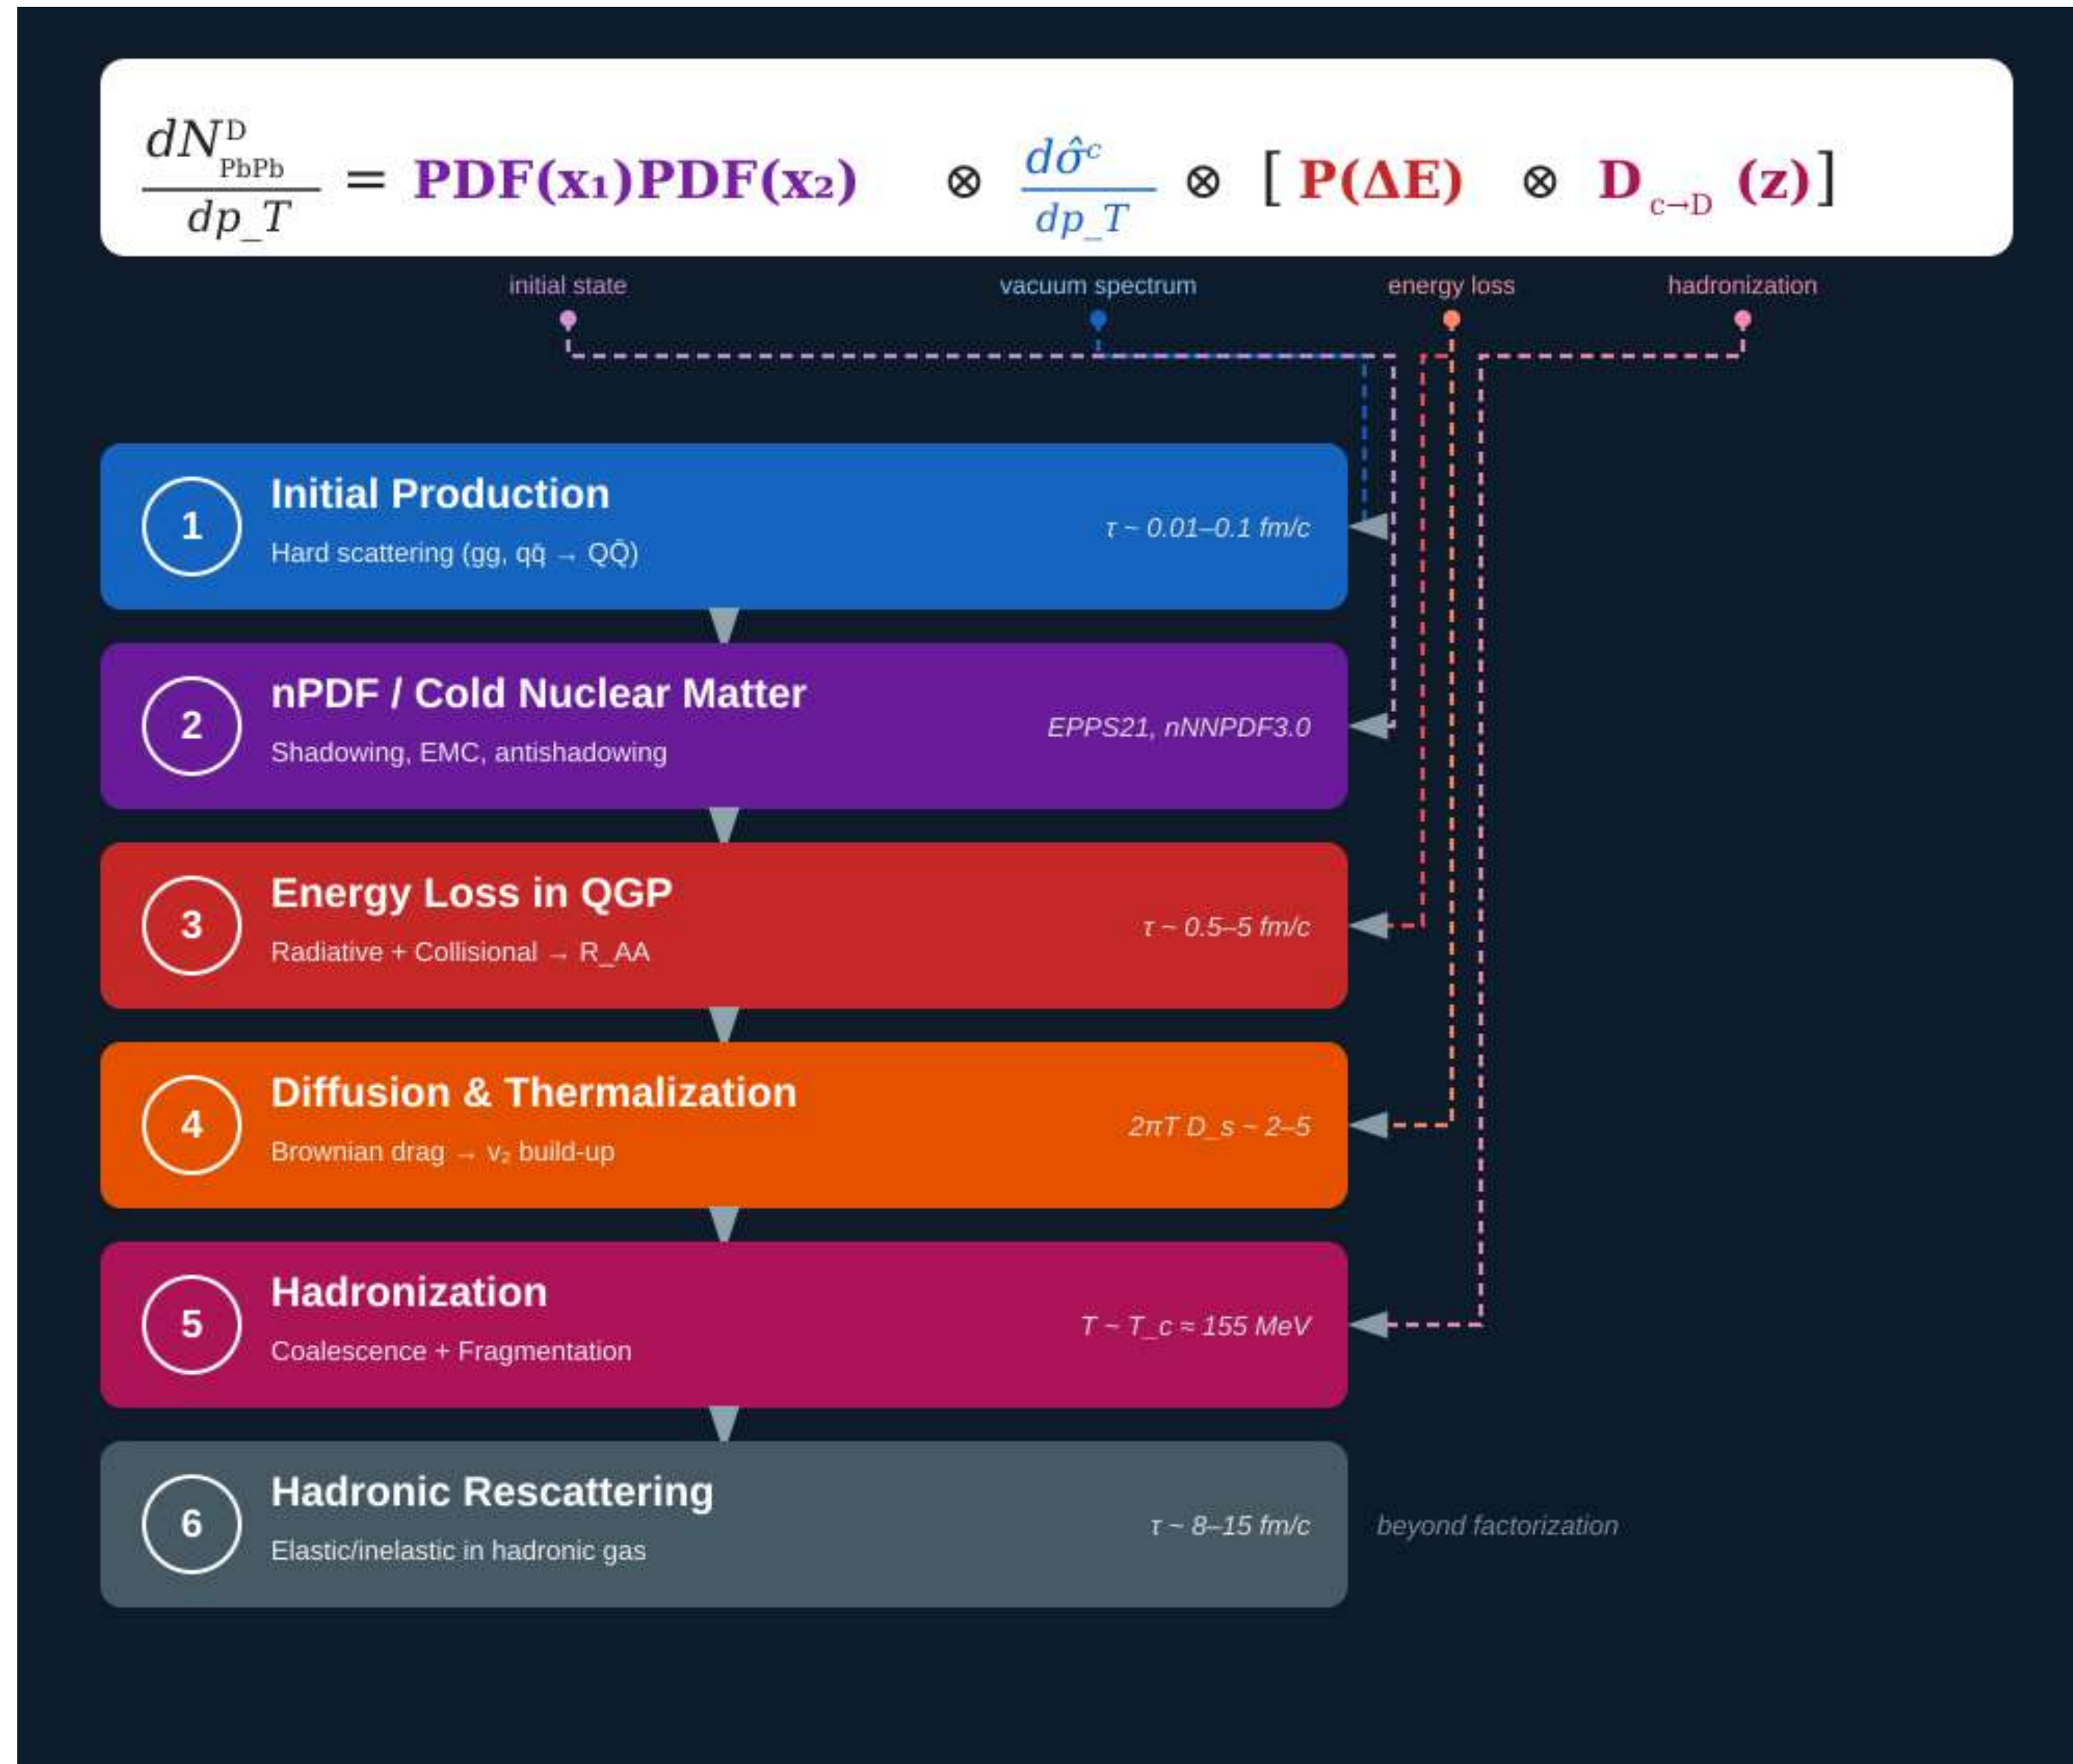 dN^D_PbPb / dp_T = PDF(x₁)PDF(x₂) ⊗ dσ̂ᶜ / dp_T ⊗ [ P(ΔE) ⊗ D_c→D (z)]
initial state vacuum spectrum energy loss hadronization
1
Initial Production
Hard scattering (gg, qq̄ → QQ̄)
τ ~ 0.01–0.1 fm/c
2
nPDF / Cold Nuclear Matter
Shadowing, EMC, antishadowing
EPPS21, nNNPDF3.0
3
Energy Loss in QGP
Radiative + Collisional → R_AA
τ ~ 0.5–5 fm/c
4
Diffusion & Thermalization
Brownian drag → v₂ build-up
2πT D_s ~ 2–5
5
Hadronization
Coalescence + Fragmentation
T ~ T_c ≈ 155 MeV
6
Hadronic Rescattering
Elastic/inelastic in hadronic gas
τ ~ 8–15 fm/c
beyond factorization